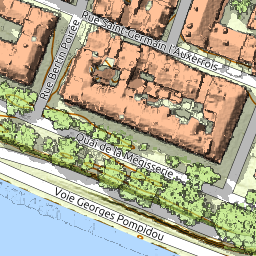 Rue Saint-Germain l'Auxerrois
Rue Bertin Poirée
Quai de la Mégisserie
Voie Georges Pompidou